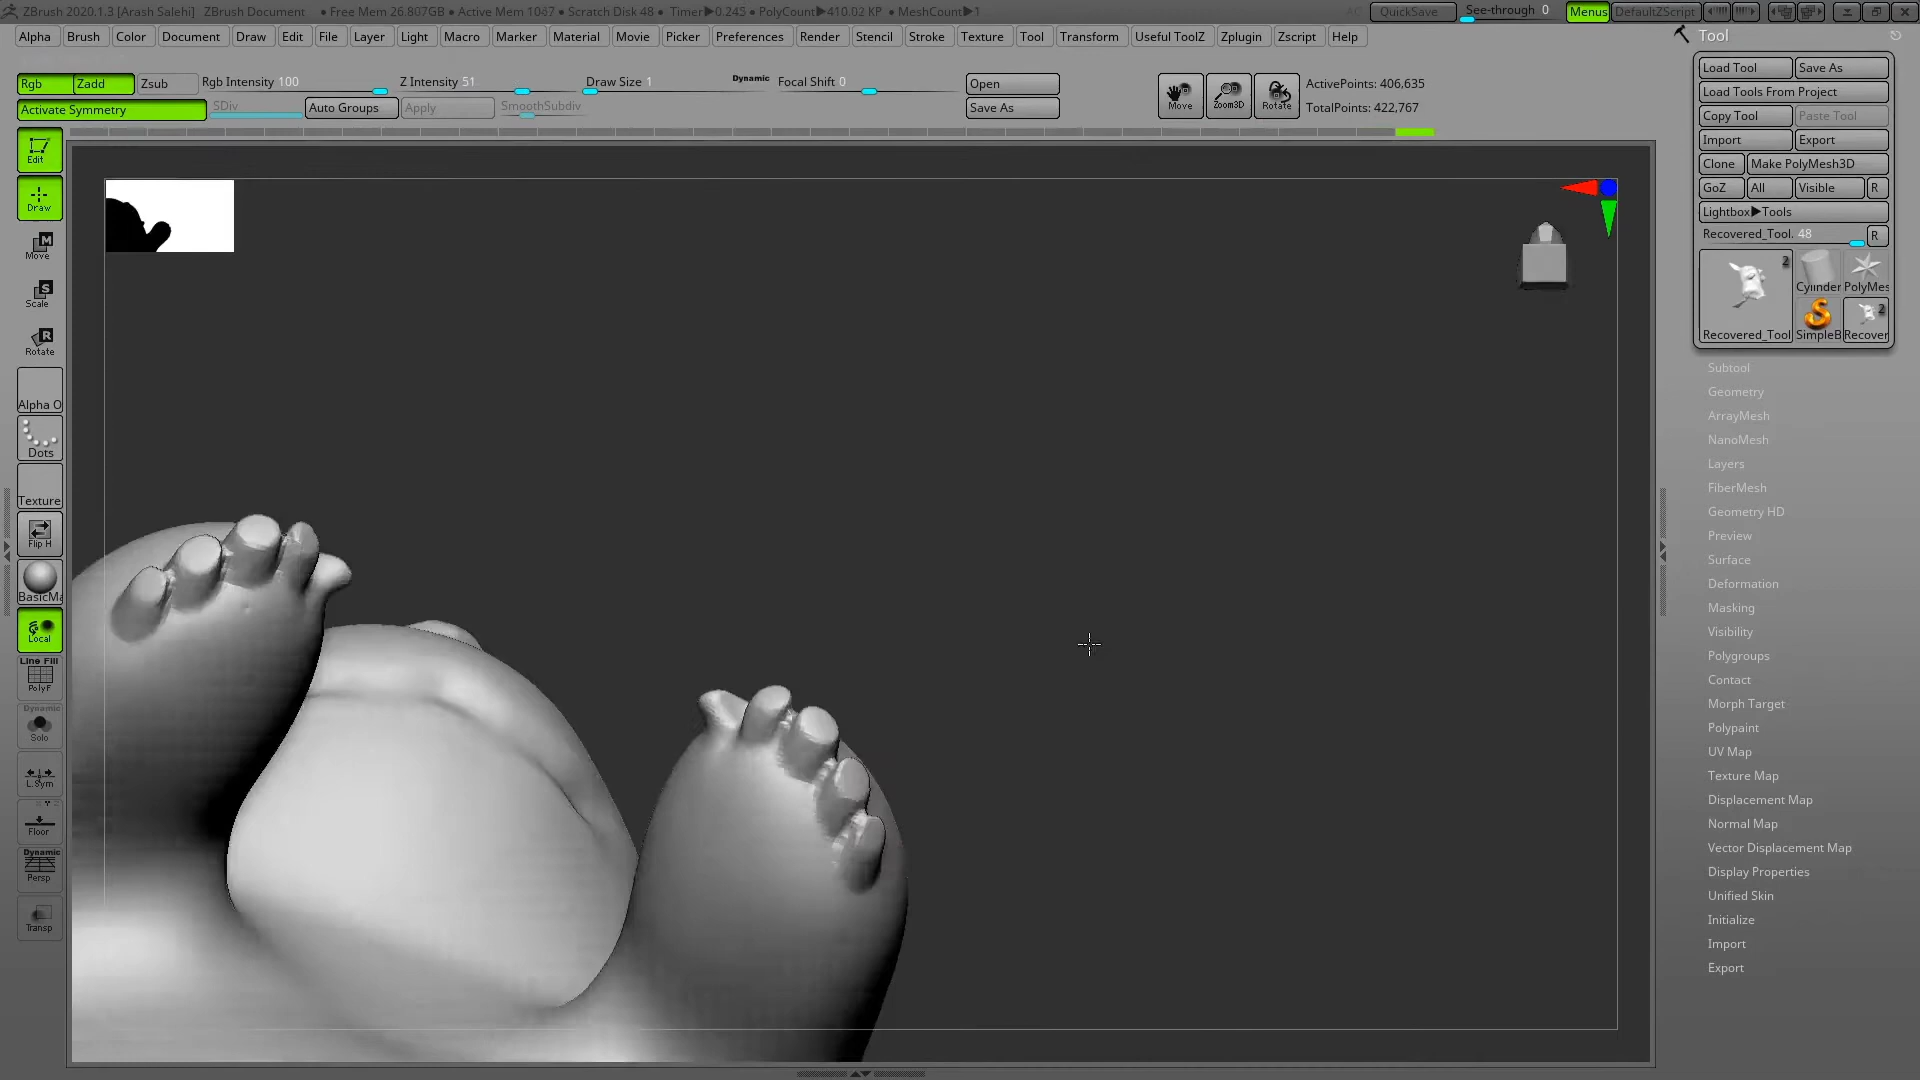 ZBrush 2020.1.3 [Arash Salehi]   ZBrush Document   • Free Mem 26.807GB • Active Mem 1067 • Scratch Disk 48 •  Timer▶0.245 • PolyCount▶410.02 KP  • MeshCount▶1   AC   QuickSave   See-through  0   Menus   DefaultZScript
Alpha   Brush   Color   Document   Draw   Edit   File   Layer   Light   Macro   Marker   Material   Movie   Picker   Preferences   Render   Stencil   Stroke   Texture   Tool   Transform   Useful ToolZ   Zplugin   Zscript   Help
Rgb   Zadd   Zsub   Rgb Intensity 100   Z Intensity 51   Draw Size 1   Dynamic   Focal Shift 0   Open
Activate Symmetry   SDiv   Auto Groups   Apply   SmoothSubdiv   Save As
Move   Zoom3D   Rotate
ActivePoints: 406,635
TotalPoints: 422,767
Edit
Draw
M
Move
S
Scale
R
Rotate
Alpha O
Dots
Texture
Flip H
BasicMa
Local
Line Fill
PolyF
Dynamic
Solo
L.Sym
Floor
Dynamic
Persp
Transp
Tool
Load Tool   Save As
Load Tools From Project
Copy Tool   Paste Tool
Import   Export
Clone   Make PolyMesh3D
GoZ   All   Visible   R
Lightbox▶Tools
Recovered_Tool. 48   R
2
Cylinder   PolyMes
2
Recovered_Tool   SimpleB   Recover
Subtool
Geometry
ArrayMesh
NanoMesh
Layers
FiberMesh
Geometry HD
Preview
Surface
Deformation
Masking
Visibility
Polygroups
Contact
Morph Target
Polypaint
UV Map
Texture Map
Displacement Map
Normal Map
Vector Displacement Map
Display Properties
Unified Skin
Initialize
Import
Export